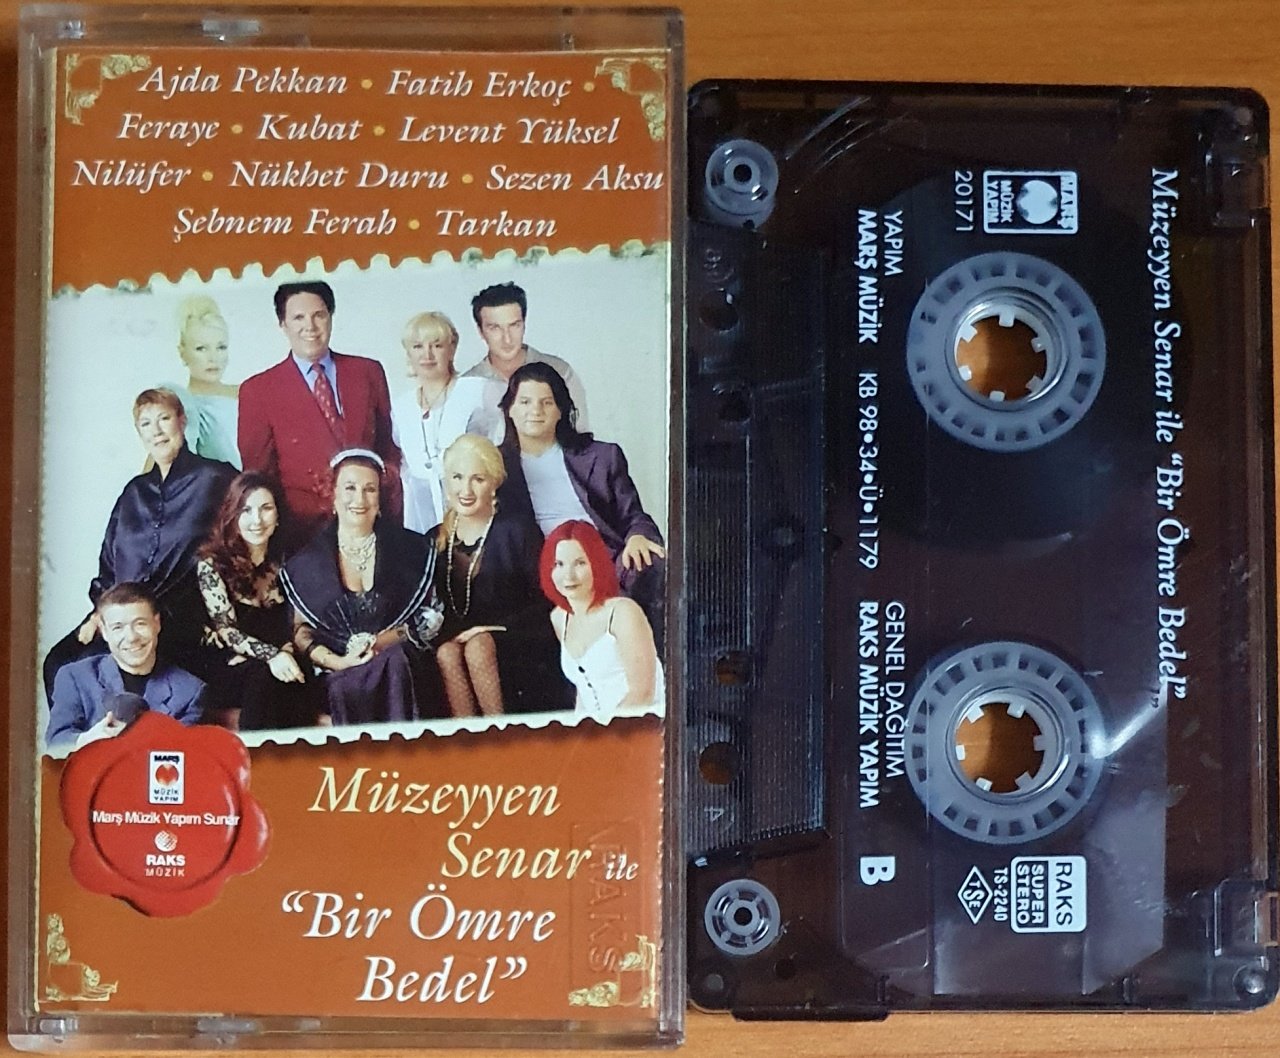 Ajda Pekkan • Fatih Erkoç •
Feraye • Kubat • Levent Yüksel
Nilüfer • Nükhet Duru • Sezen Aksu
Şebnem Ferah • Tarkan
MARŞ
MÜZİK
YAPIM
Marş Müzik Yapım Sunar
RAKS
MÜZİK
Müzeyyen
Senar ile
“Bir Ömre
Bedel”
RAKS
Müzeyyen Senar ile “Bir Ömre Bedel”
MARŞ
MÜZİK
YAPIM
20171
YAPIM
MARŞ MÜZİK KB 98•34•Ü•1179
GENEL DAĞITIM
RAKS MÜZİK YAPIM
B
RAKS
SUPER
STEREO
TS-2240
TSE
A